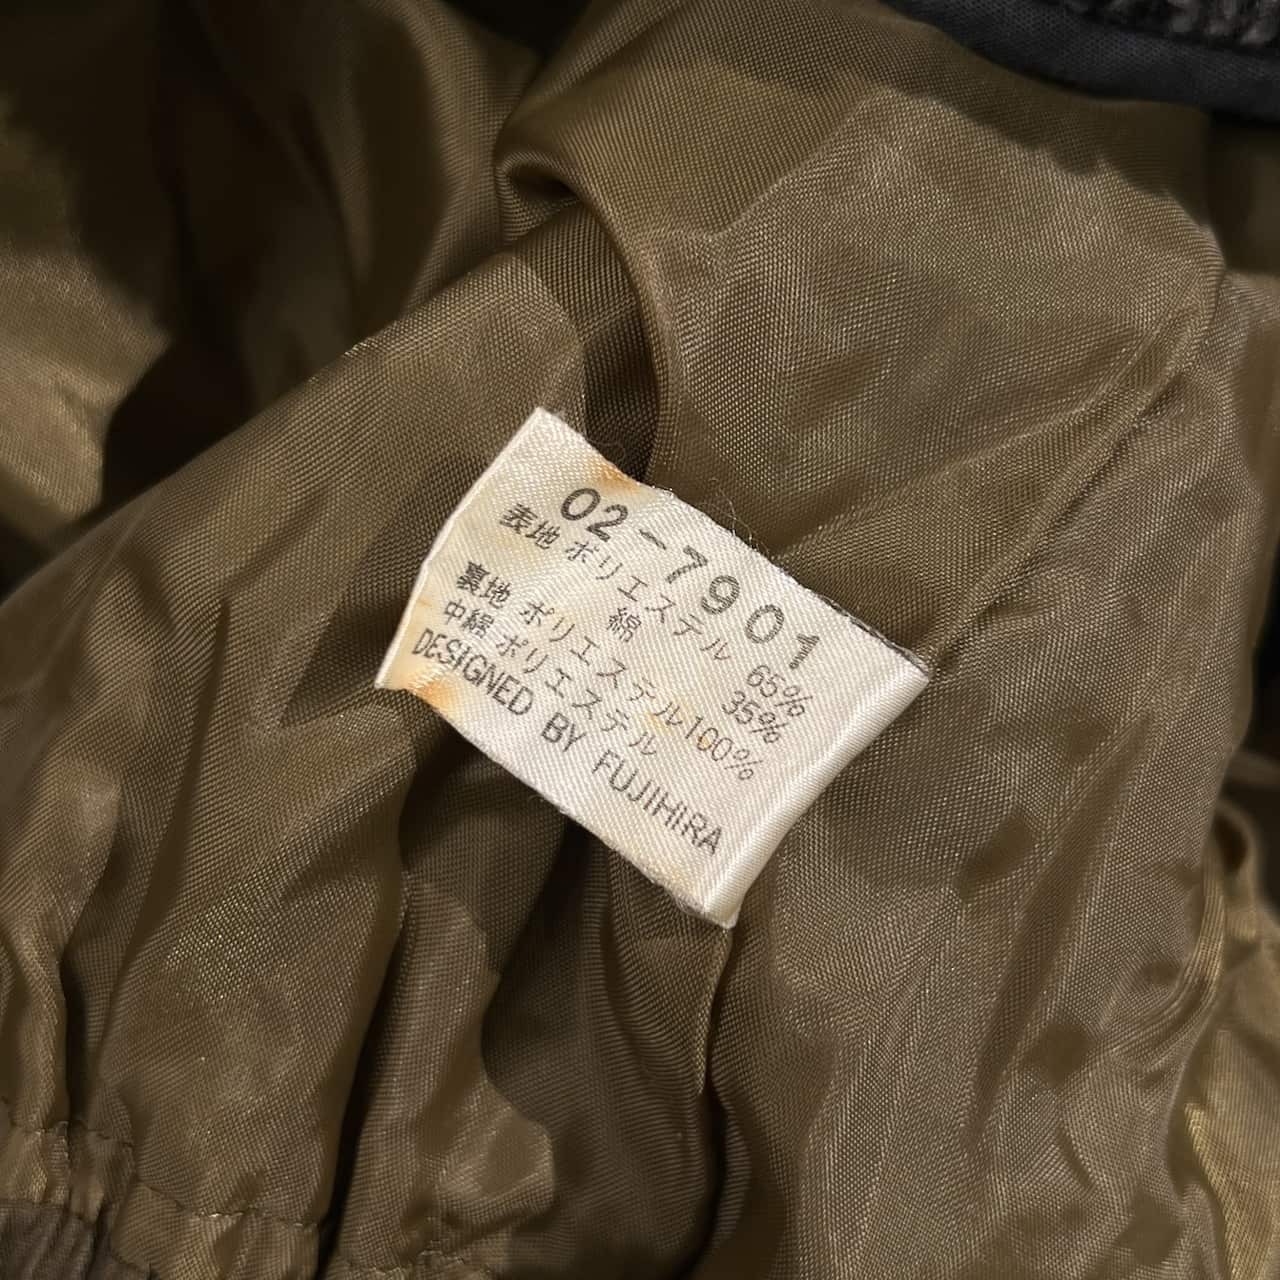 02-7901
表地 ポリエステル 65%
綿 35%
裏地 ポリエステル100%
中綿 ポリエステル
DESIGNED BY FUJIHIRA